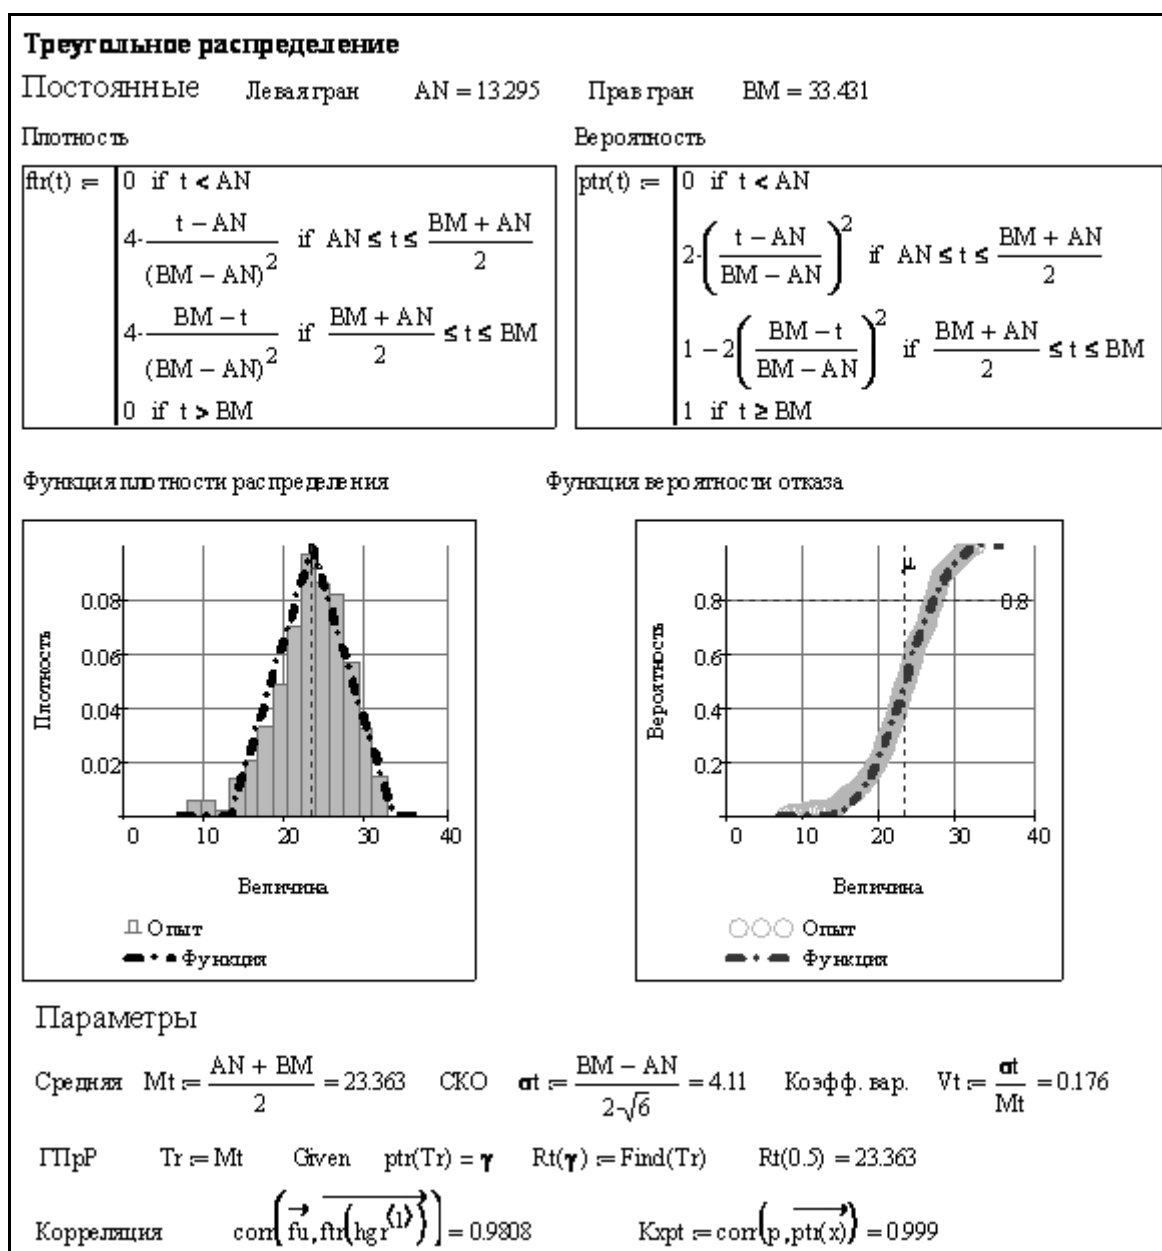 Треугольное распределение
Постоянные Левая гран AN = 13.295 Прав гран BM = 33.431
Плотность Вероятность
ftr(t) := 0 if t < AN
4·(t − AN)/(BM − AN)² if AN ≤ t ≤ (BM + AN)/2
4·(BM − t)/(BM − AN)² if (BM + AN)/2 ≤ t ≤ BM
0 if t > BM
ptr(t) := 0 if t < AN
2·((t − AN)/(BM − AN))² if AN ≤ t ≤ (BM + AN)/2
1 − 2((BM − t)/(BM − AN))² if (BM + AN)/2 ≤ t ≤ BM
1 if t ≥ BM
Функция плотности распределения Функция вероятности отказа
Плотность
0.08
0.06
0.04
0.02
0 10 20 30 40
Величина
Опыт
Функция
Вероятность
μ
0.8 0.8
0.6
0.4
0.2
0 10 20 30 40
Величина
Опыт
Функция
Параметры
Средняя Mt := (AN + BM)/2 = 23.363 СКО σt := (BM − AN)/(2·√6) = 4.11 Коэфф. вар. Vt := σt/Mt = 0.176
ГПрР Tr := Mt Given ptr(Tr) = γ Rt(γ) := Find(Tr) Rt(0.5) = 23.363
Корреляция corr(fu, ftr(hgr⟨1⟩)) = 0.9808 Kxpt := corr(p, ptr(x)) = 0.999